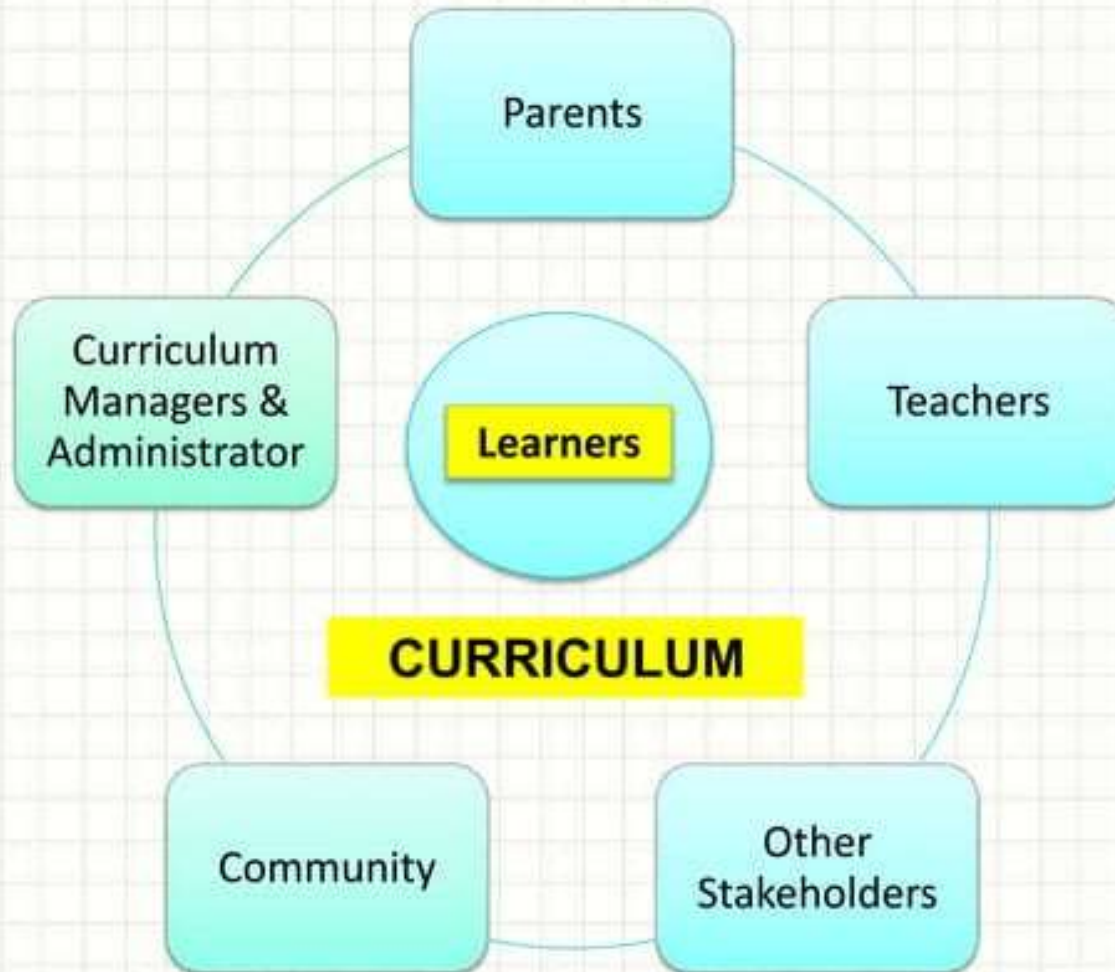 Parents
Curriculum
Managers &
Administrator
Learners
Teachers
CURRICULUM
Community
Other
Stakeholders